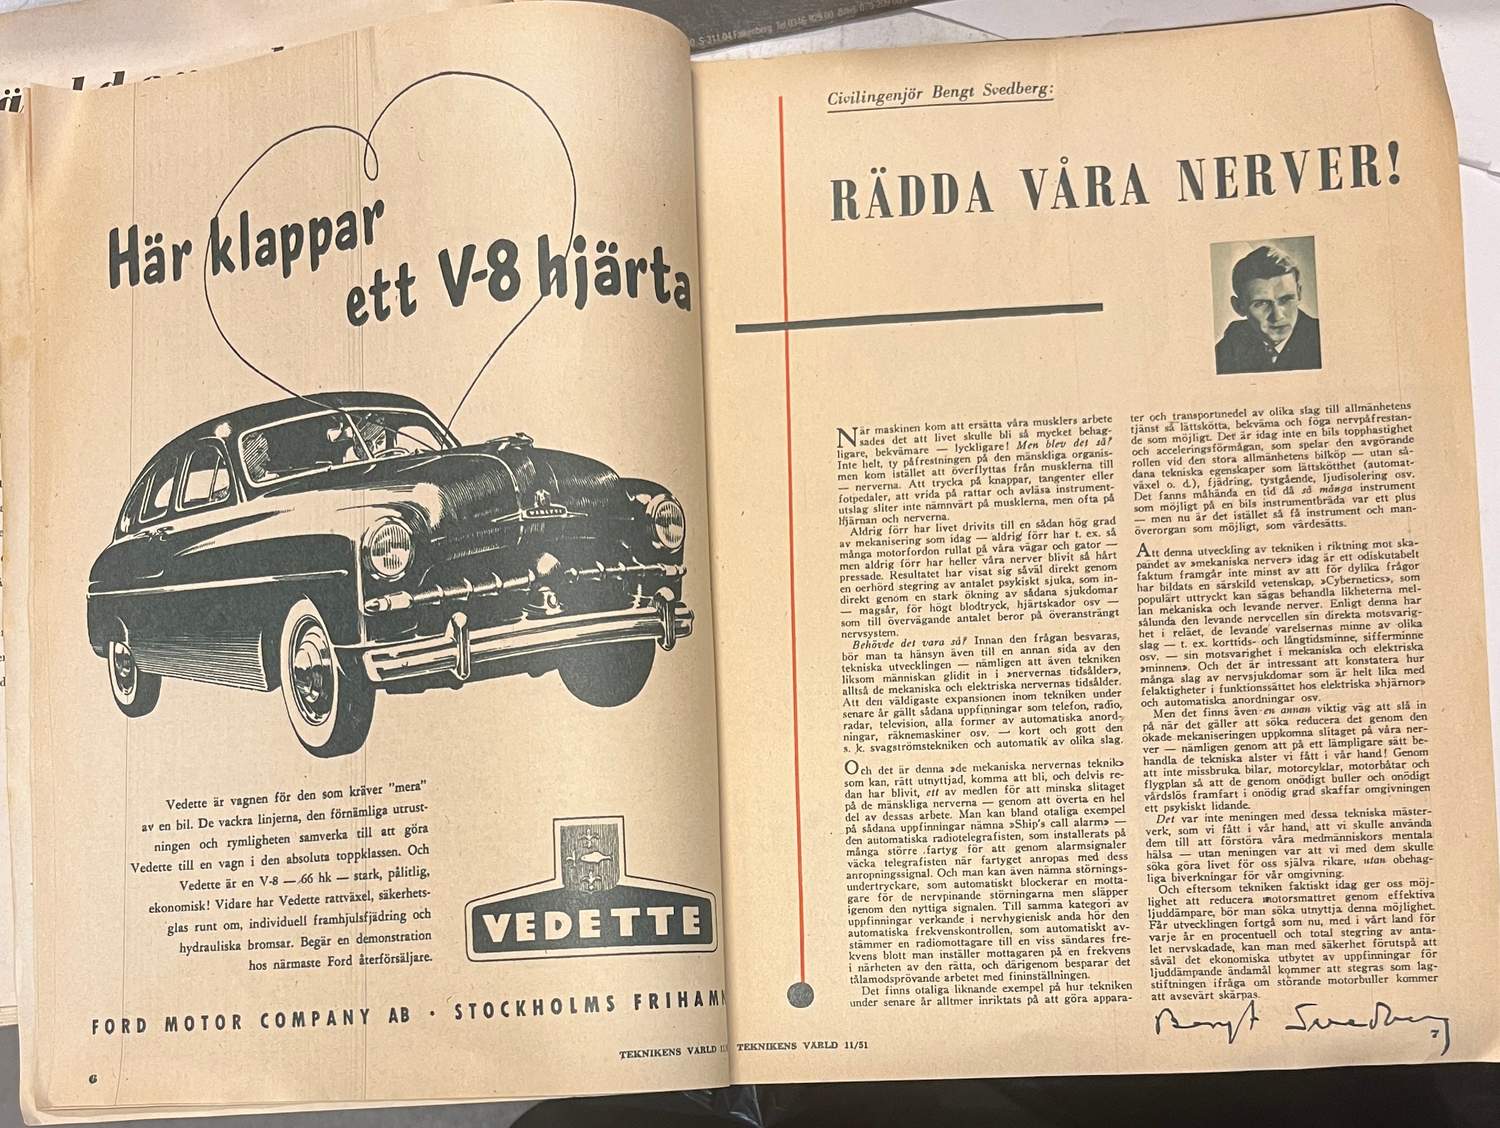 S-311 04 Falkenberg Tel 0346
Här klappar
ett V-8 hjärta
Vedette är vagnen för den som kräver "mera"
av en bil. De vackra linjerna, den förnämliga utrust-
ningen och rymligheten samverka till att göra
Vedette till en vagn i den absoluta toppklassen. Och
Vedette är en V-8 — 66 hk — stark, pålitlig,
ekonomisk! Vidare har Vedette rattväxel, säkerhets-
glas runt om, individuell framhjulsfjädring och
hydrauliska bromsar. Begär en demonstration
hos närmaste Ford återförsäljare.
VEDETTE
FORD MOTOR COMPANY AB · STOCKHOLMS FRIHAMN
TEKNIKENS VÄRLD
6
Civilingenjör Bengt Svedberg:
RÄDDA VÅRA NERVER!
När maskinen kom att ersätta våra musklers arbete
sades det att livet skulle bli så mycket behag-
ligare, bekvämare — lyckligare! Men blev det så?
Inte helt, ty påfrestningen på den mänskliga organis-
men kom istället att överflyttas från musklerna till
— nerverna. Att trycka på knappar, tangenter eller
fotpedaler, att vrida på rattar och avläsa instrument-
utslag sliter inte nämnvärt på musklerna, men ofta på
hjärnan och nerverna.
Aldrig förr har livet drivits till en sådan hög grad
av mekanisering som idag — aldrig förr har t. ex. så
många motorfordon rullat på våra vägar och gator —
men aldrig förr har heller våra nerver blivit så hårt
pressade. Resultatet har visat sig såväl direkt genom
en oerhörd stegring av antalet psykiskt sjuka, som in-
direkt genom en stark ökning av sådana sjukdomar
— magsår, för högt blodtryck, hjärtskador osv —
som till övervägande antalet beror på överansträngt
nervsystem.
Behövde det vara så? Innan den frågan besvaras,
bör man ta hänsyn även till en annan sida av den
tekniska utvecklingen — nämligen att även tekniken
liksom människan glidit in i »nervernas tidsålder»,
alltså de mekaniska och elektriska nervernas tidsålder.
Att den väldigaste expansionen inom tekniken under
senare år gällt sådana uppfinningar som telefon, radio,
radar, television, alla former av automatiska anord-
ningar, räknemaskiner osv. — kort och gott den
s. k. svagströmstekniken och automatik av olika slag.
Och det är denna »de mekaniska nervernas teknik»
som kan, rätt utnyttjad, komma att bli, och delvis re-
dan har blivit, ett av medlen för att minska slitaget
på de mänskliga nerverna — genom att överta en hel
del av dessas arbete. Man kan bland otaliga exempel
på sådana uppfinningar nämna »Ship's call alarm» —
den automatiska radiotelegrafisten, som installerats på
många större fartyg för att genom alarmsignaler
väcka telegrafisten när fartyget anropas med dess
anropningssignal. Och man kan även nämna störnings-
undertryckare, som automatiskt blockerar en motta-
gare för de nervpinande störningarna men släpper
igenom den nyttiga signalen. Till samma kategori av
uppfinningar verkande i nervhygienisk anda hör den
automatiska frekvenskontrollen, som automatiskt av-
stämmer en radiomottagare till en viss sändares fre-
kvens blott man inställer mottagaren på en frekvens
i närheten av den rätta, och därigenom besparar det
tålamodsprövande arbetet med fininställningen.
Det finns otaliga liknande exempel på hur tekniken
under senare år alltmer inriktats på att göra appara-
ter och transportmedel av olika slag till allmänhetens
tjänst så lättskötta, bekväma och föga nervpåfrestan-
de som möjligt. Det är idag inte en bils topphastighet
och acceleringsförmågan, som spelar den avgörande
rollen vid den stora allmänhetens bilköp — utan så-
dana tekniska egenskaper som lättskötthet (automat-
växel o. d.), fjädring, tystgående, ljudisolering osv.
Det fanns måhända en tid då så många instrument
som möjligt på en bils instrumentbräda var ett plus
— men nu är det istället så få instrument och man-
överorgan som möjligt, som värdesätts.
Att denna utveckling av tekniken i riktning mot ska-
pandet av »mekaniska nerver» idag är ett odiskutabelt
faktum framgår inte minst av att för dylika frågor
har bildats en särskild vetenskap, »Cybernetics», som
populärt uttryckt kan sägas behandla likheterna mel-
lan mekaniska och levande nerver. Enligt denna har
sålunda den levande nervcellen sin direkta motsvarig-
het i reläet, de levande varelsernas minne av olika
slag — t. ex. korttids- och långtidsminne, sifferminne
osv. — sin motsvarighet i mekaniska och elektriska
»minnen». Och det är intressant att konstatera hur
många slag av nervsjukdomar som är helt lika med
felaktigheter i funktionssättet hos elektriska »hjärnor»
och automatiska anordningar osv.
Men det finns även en annan viktig väg att slå in
på när det gäller att söka reducera det genom den
ökade mekaniseringen uppkomna slitaget på våra ner-
ver — nämligen genom att på ett lämpligare sätt be-
handla de tekniska alster vi fått i vår hand! Genom
att inte missbruka bilar, motorcyklar, motorbåtar och
flygplan så att de genom onödigt buller och onödigt
vårdslös framfart i onödig grad skaffar omgivningen
ett psykiskt lidande.
Det var inte meningen med dessa tekniska mäster-
verk, som vi fått i vår hand, att vi skulle använda
dem till att förstöra våra medmänniskors mentala
hälsa — utan meningen var att vi med dem skulle
söka göra livet för oss själva rikare, utan obehag-
liga biverkningar för vår omgivning.
Och eftersom tekniken faktiskt idag ger oss möj-
lighet att reducera motorsmattret genom effektiva
ljuddämpare, bör man söka utnyttja denna möjlighet.
Får utvecklingen fortgå som nu, med i vårt land för
varje år en procentuell och total stegring av anta-
let nervskadade, kan man med säkerhet förutspå att
såväl det ekonomiska utbytet av uppfinningar för
ljuddämpande ändamål kommer att stegras som lag-
stiftningen ifråga om störande motorbuller kommer
att avsevärt skärpas.
Bengt Svedberg
TEKNIKENS VÄRLD 11/51
7